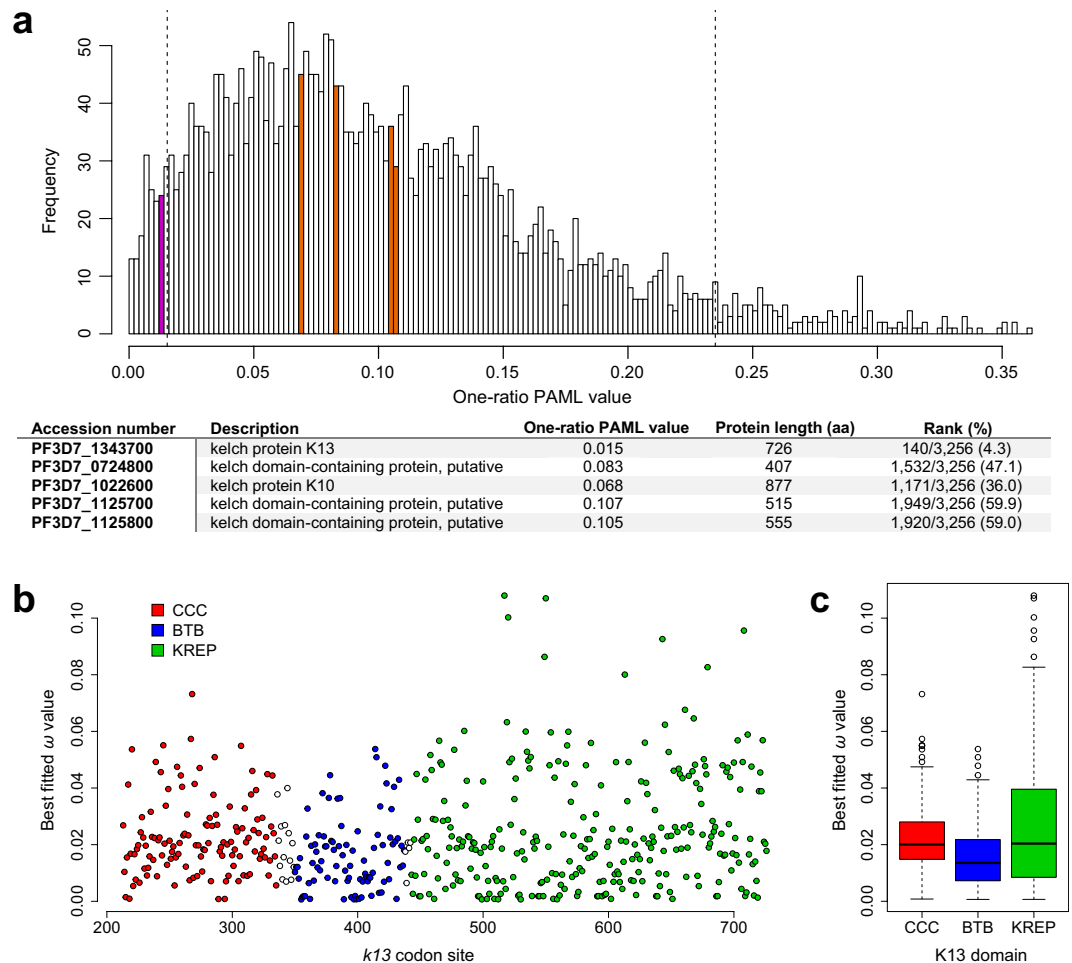 a
Frequency
50
40
30
20
10
0
0.00 0.05 0.10 0.15 0.20 0.25 0.30 0.35
One-ratio PAML value
Accession number Description One-ratio PAML value Protein length (aa) Rank (%)
PF3D7_1343700 kelch protein K13 0.015 726 140/3,256 (4.3)
PF3D7_0724800 kelch domain-containing protein, putative 0.083 407 1,532/3,256 (47.1)
PF3D7_1022600 kelch protein K10 0.068 877 1,171/3,256 (36.0)
PF3D7_1125700 kelch domain-containing protein, putative 0.107 515 1,949/3,256 (59.9)
PF3D7_1125800 kelch domain-containing protein, putative 0.105 555 1,920/3,256 (59.0)
b
Best fitted ω value
0.10
0.08
0.06
0.04
0.02
0.00
CCC
BTB
KREP
200 300 400 500 600 700
k13 codon site
c
Best fitted ω value
0.10
0.08
0.06
0.04
0.02
0.00
CCC BTB KREP
K13 domain